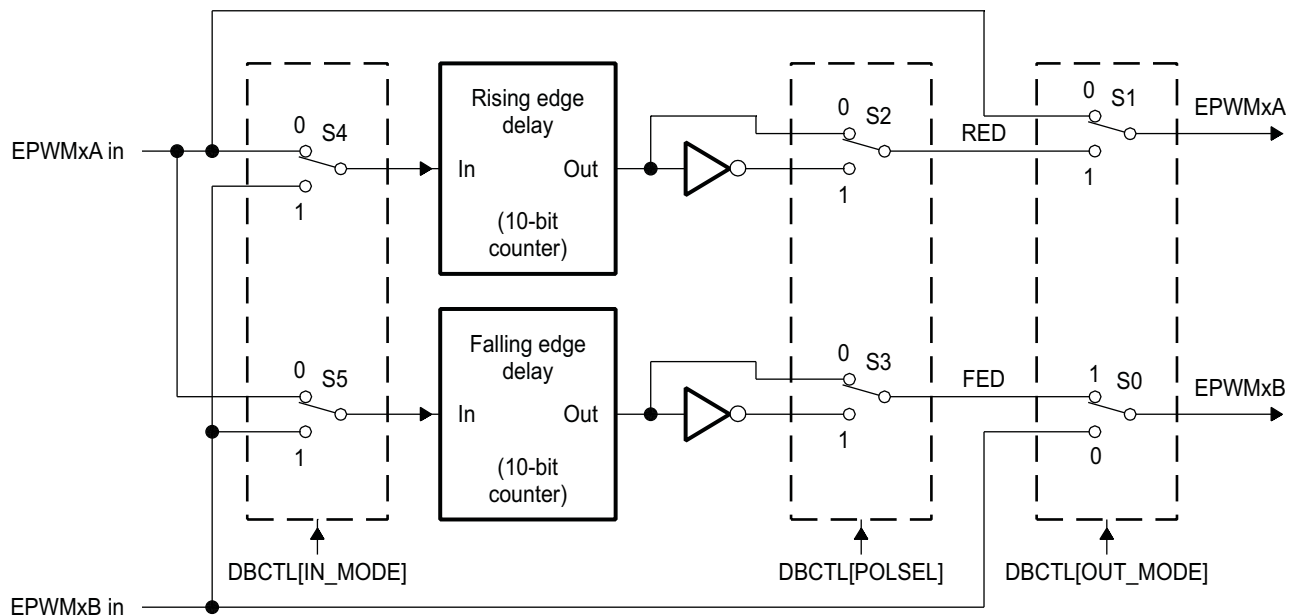 0
S1
EPWMxA
1
RED
0
S2
1
Rising edge
delay
In
Out
(10-bit
counter)
0
S4
1
EPWMxA in
Falling edge
delay
In
Out
(10-bit
counter)
0
S5
1
0
S3
1
FED
1
S0
0
EPWMxB
DBCTL[IN_MODE]
DBCTL[POLSEL]
DBCTL[OUT_MODE]
EPWMxB in